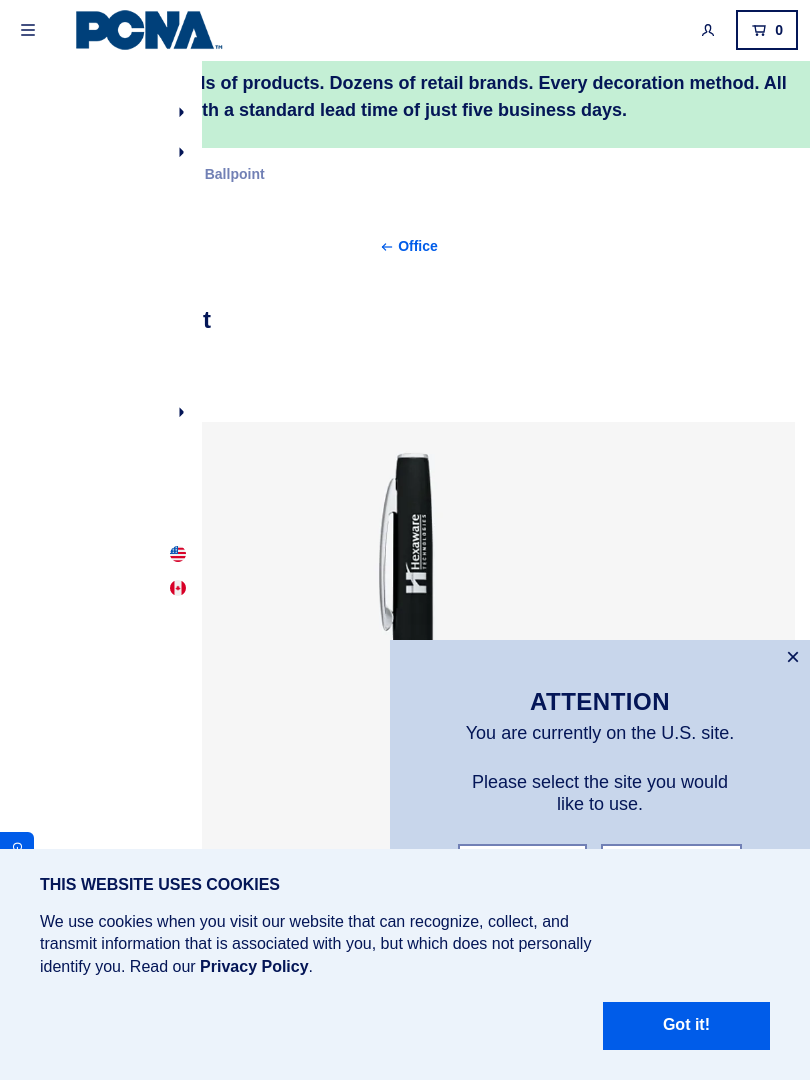 PCNA™
0
of products. Dozens of retail brands. Every decoration method. All
a standard lead time of just five business days.
Ballpoint
← Office
t
Hexaware
TECHNOLOGIES
ATTENTION
You are currently on the U.S. site.
Please select the site you would
like to use.
THIS WEBSITE USES COOKIES
We use cookies when you visit our website that can recognize, collect, and
transmit information that is associated with you, but which does not personally
identify you. Read our Privacy Policy.
Got it!